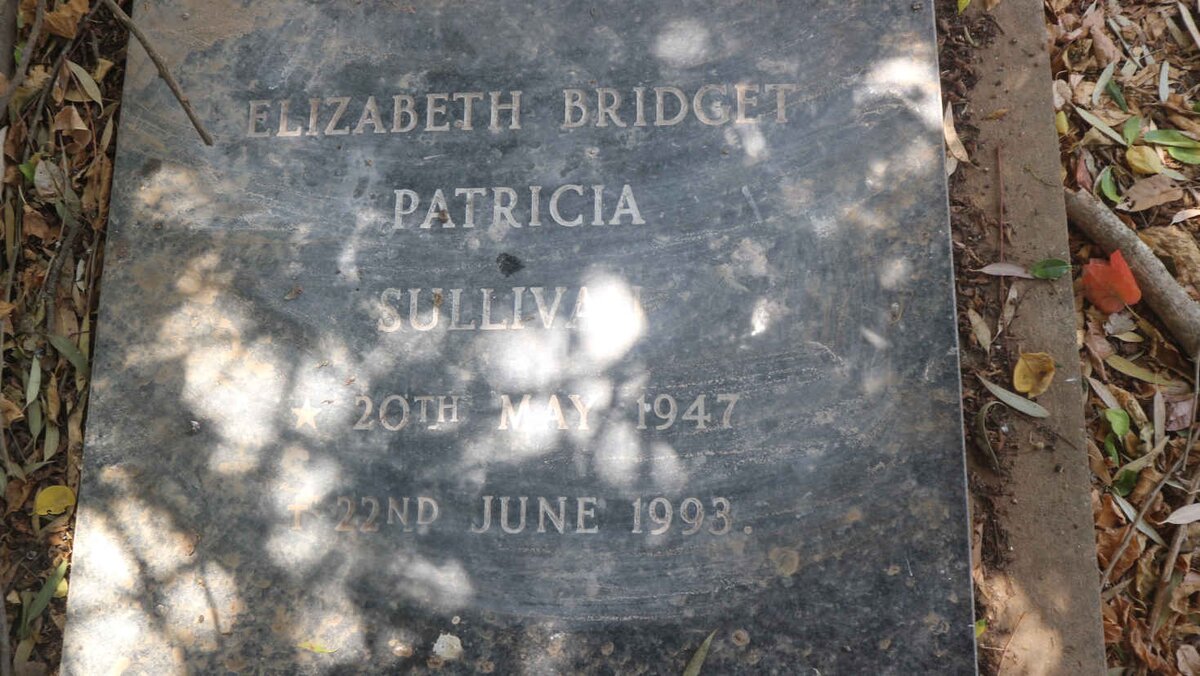 ELIZABETH BRIDGET
PATRICIA
SULLIVAN
★ 20TH MAY 1947
† 22ND JUNE 1993.